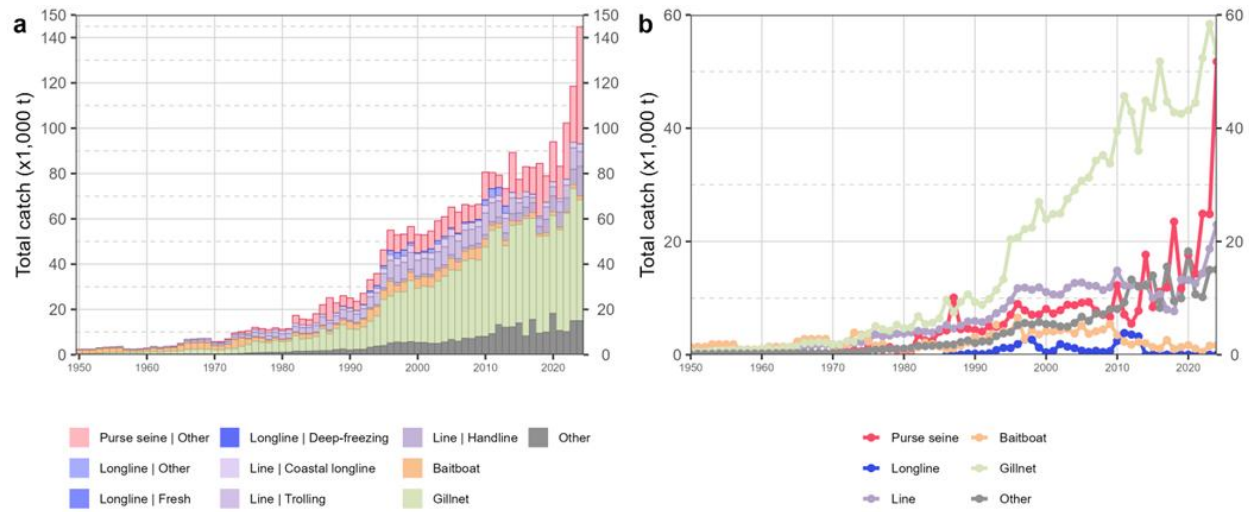 a
150
140
120
100
80
60
40
20
0
Total catch (x1,000 t)
150
140
120
100
80
60
40
20
0
1950 1960 1970 1980 1990 2000 2010 2020
Purse seine | Other
Longline | Other
Longline | Fresh
Longline | Deep-freezing
Line | Coastal longline
Line | Trolling
Line | Handline
Baitboat
Gillnet
Other
b
60
40
20
0
Total catch (x1,000 t)
60
40
20
0
1950 1960 1970 1980 1990 2000 2010 2020
Purse seine
Longline
Line
Baitboat
Gillnet
Other